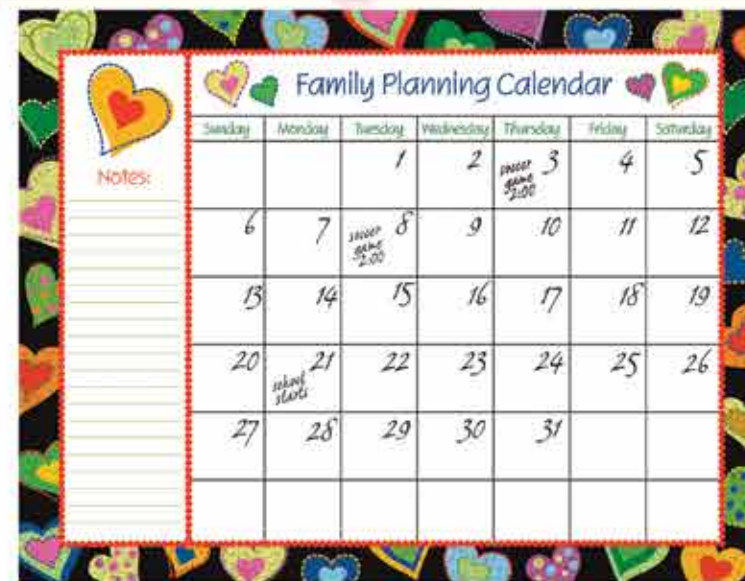 Family Planning Calendar
Notes:
Sunday Monday Tuesday Wednesday Thursday Friday Saturday
1 2 3 4 5
soccer
game
2:00
6 7 8 9 10 11 12
soccer
game
2:00
13 14 15 16 17 18 19
20 21 22 23 24 25 26
school
starts
27 28 29 30 31